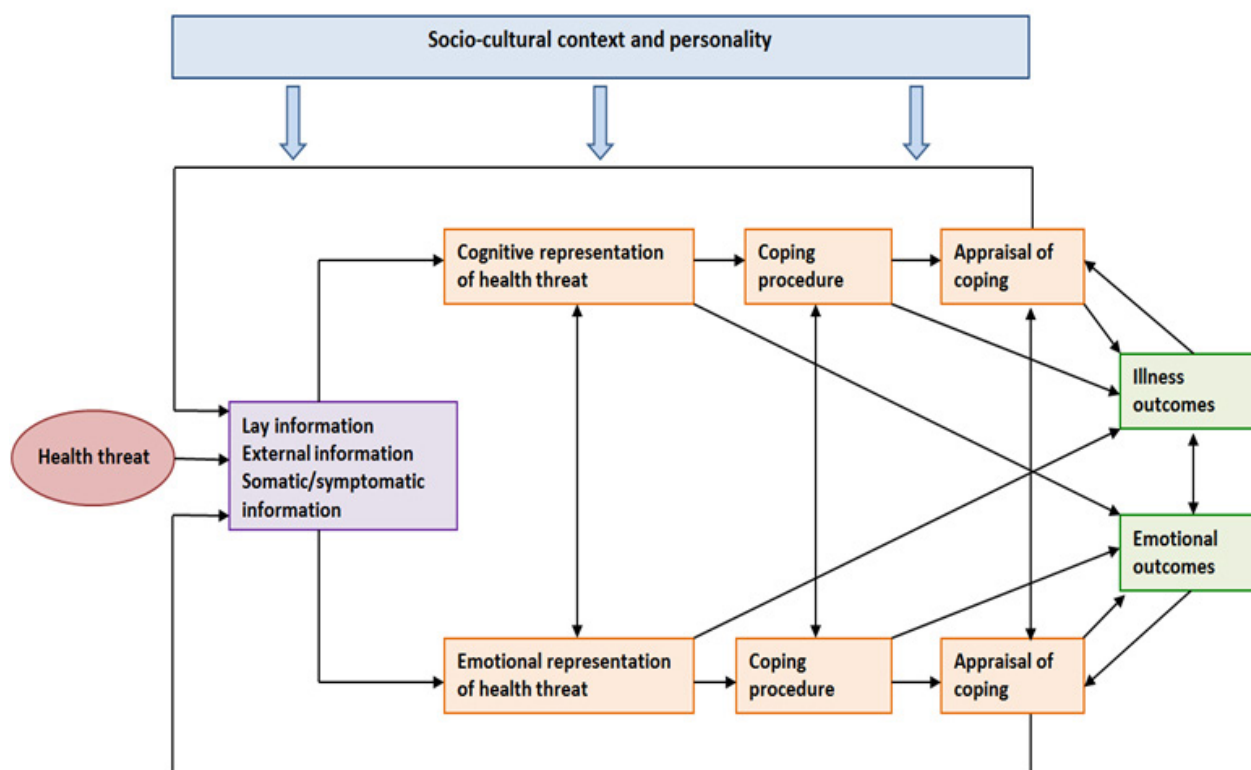 Socio-cultural context and personality
Cognitive representation
of health threat
Coping
procedure
Appraisal of
coping
Illness
outcomes
Health threat
Lay information
External information
Somatic/symptomatic
information
Emotional
outcomes
Emotional representation
of health threat
Coping
procedure
Appraisal of
coping